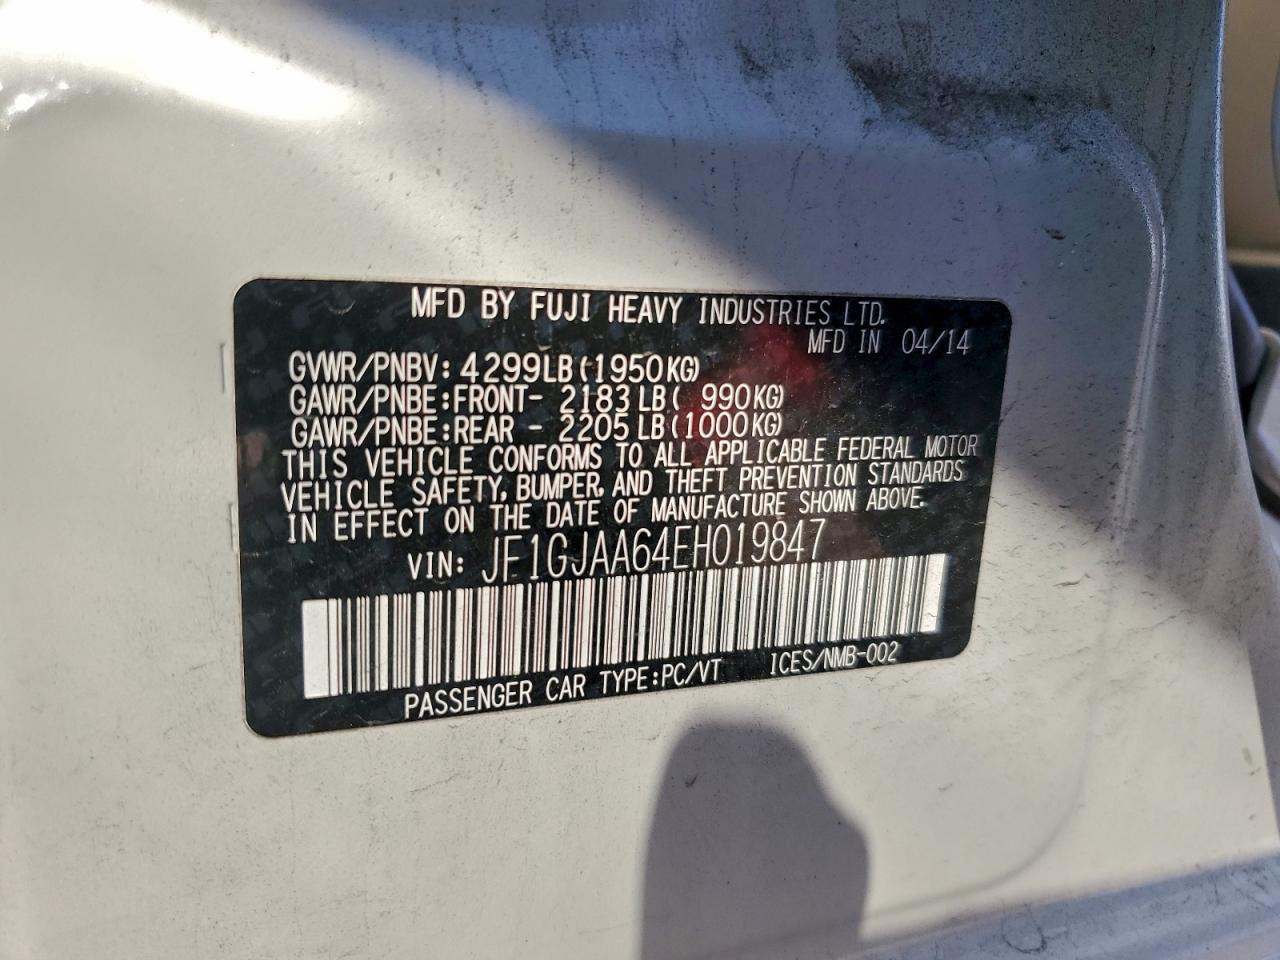 MFD BY FUJI HEAVY INDUSTRIES LTD.
MFD IN 04/14
GVWR/PNBV: 4299LB(1950KG)
GAWR/PNBE:FRONT- 2183LB( 990KG)
GAWR/PNBE:REAR - 2205LB(1000KG)
THIS VEHICLE CONFORMS TO ALL APPLICABLE FEDERAL MOTOR
VEHICLE SAFETY, BUMPER, AND THEFT PREVENTION STANDARDS
IN EFFECT ON THE DATE OF MANUFACTURE SHOWN ABOVE.
VIN: JF1GJAA64EH019847
PASSENGER CAR TYPE:PC/VT ICES/NMB-002